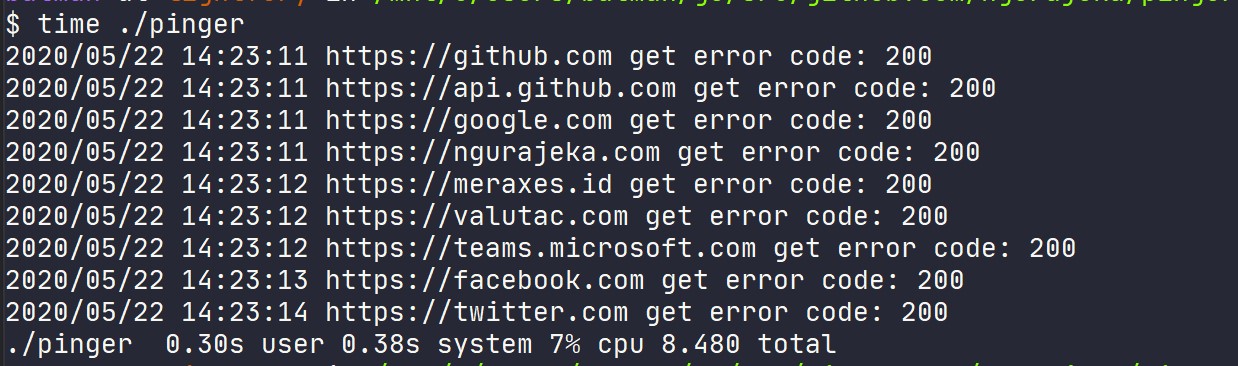 $ time ./pinger
2020/05/22 14:23:11 https://github.com get error code: 200
2020/05/22 14:23:11 https://api.github.com get error code: 200
2020/05/22 14:23:11 https://google.com get error code: 200
2020/05/22 14:23:11 https://ngurajeka.com get error code: 200
2020/05/22 14:23:12 https://meraxes.id get error code: 200
2020/05/22 14:23:12 https://valutac.com get error code: 200
2020/05/22 14:23:12 https://teams.microsoft.com get error code: 200
2020/05/22 14:23:13 https://facebook.com get error code: 200
2020/05/22 14:23:14 https://twitter.com get error code: 200
./pinger  0.30s user 0.38s system 7% cpu 8.480 total